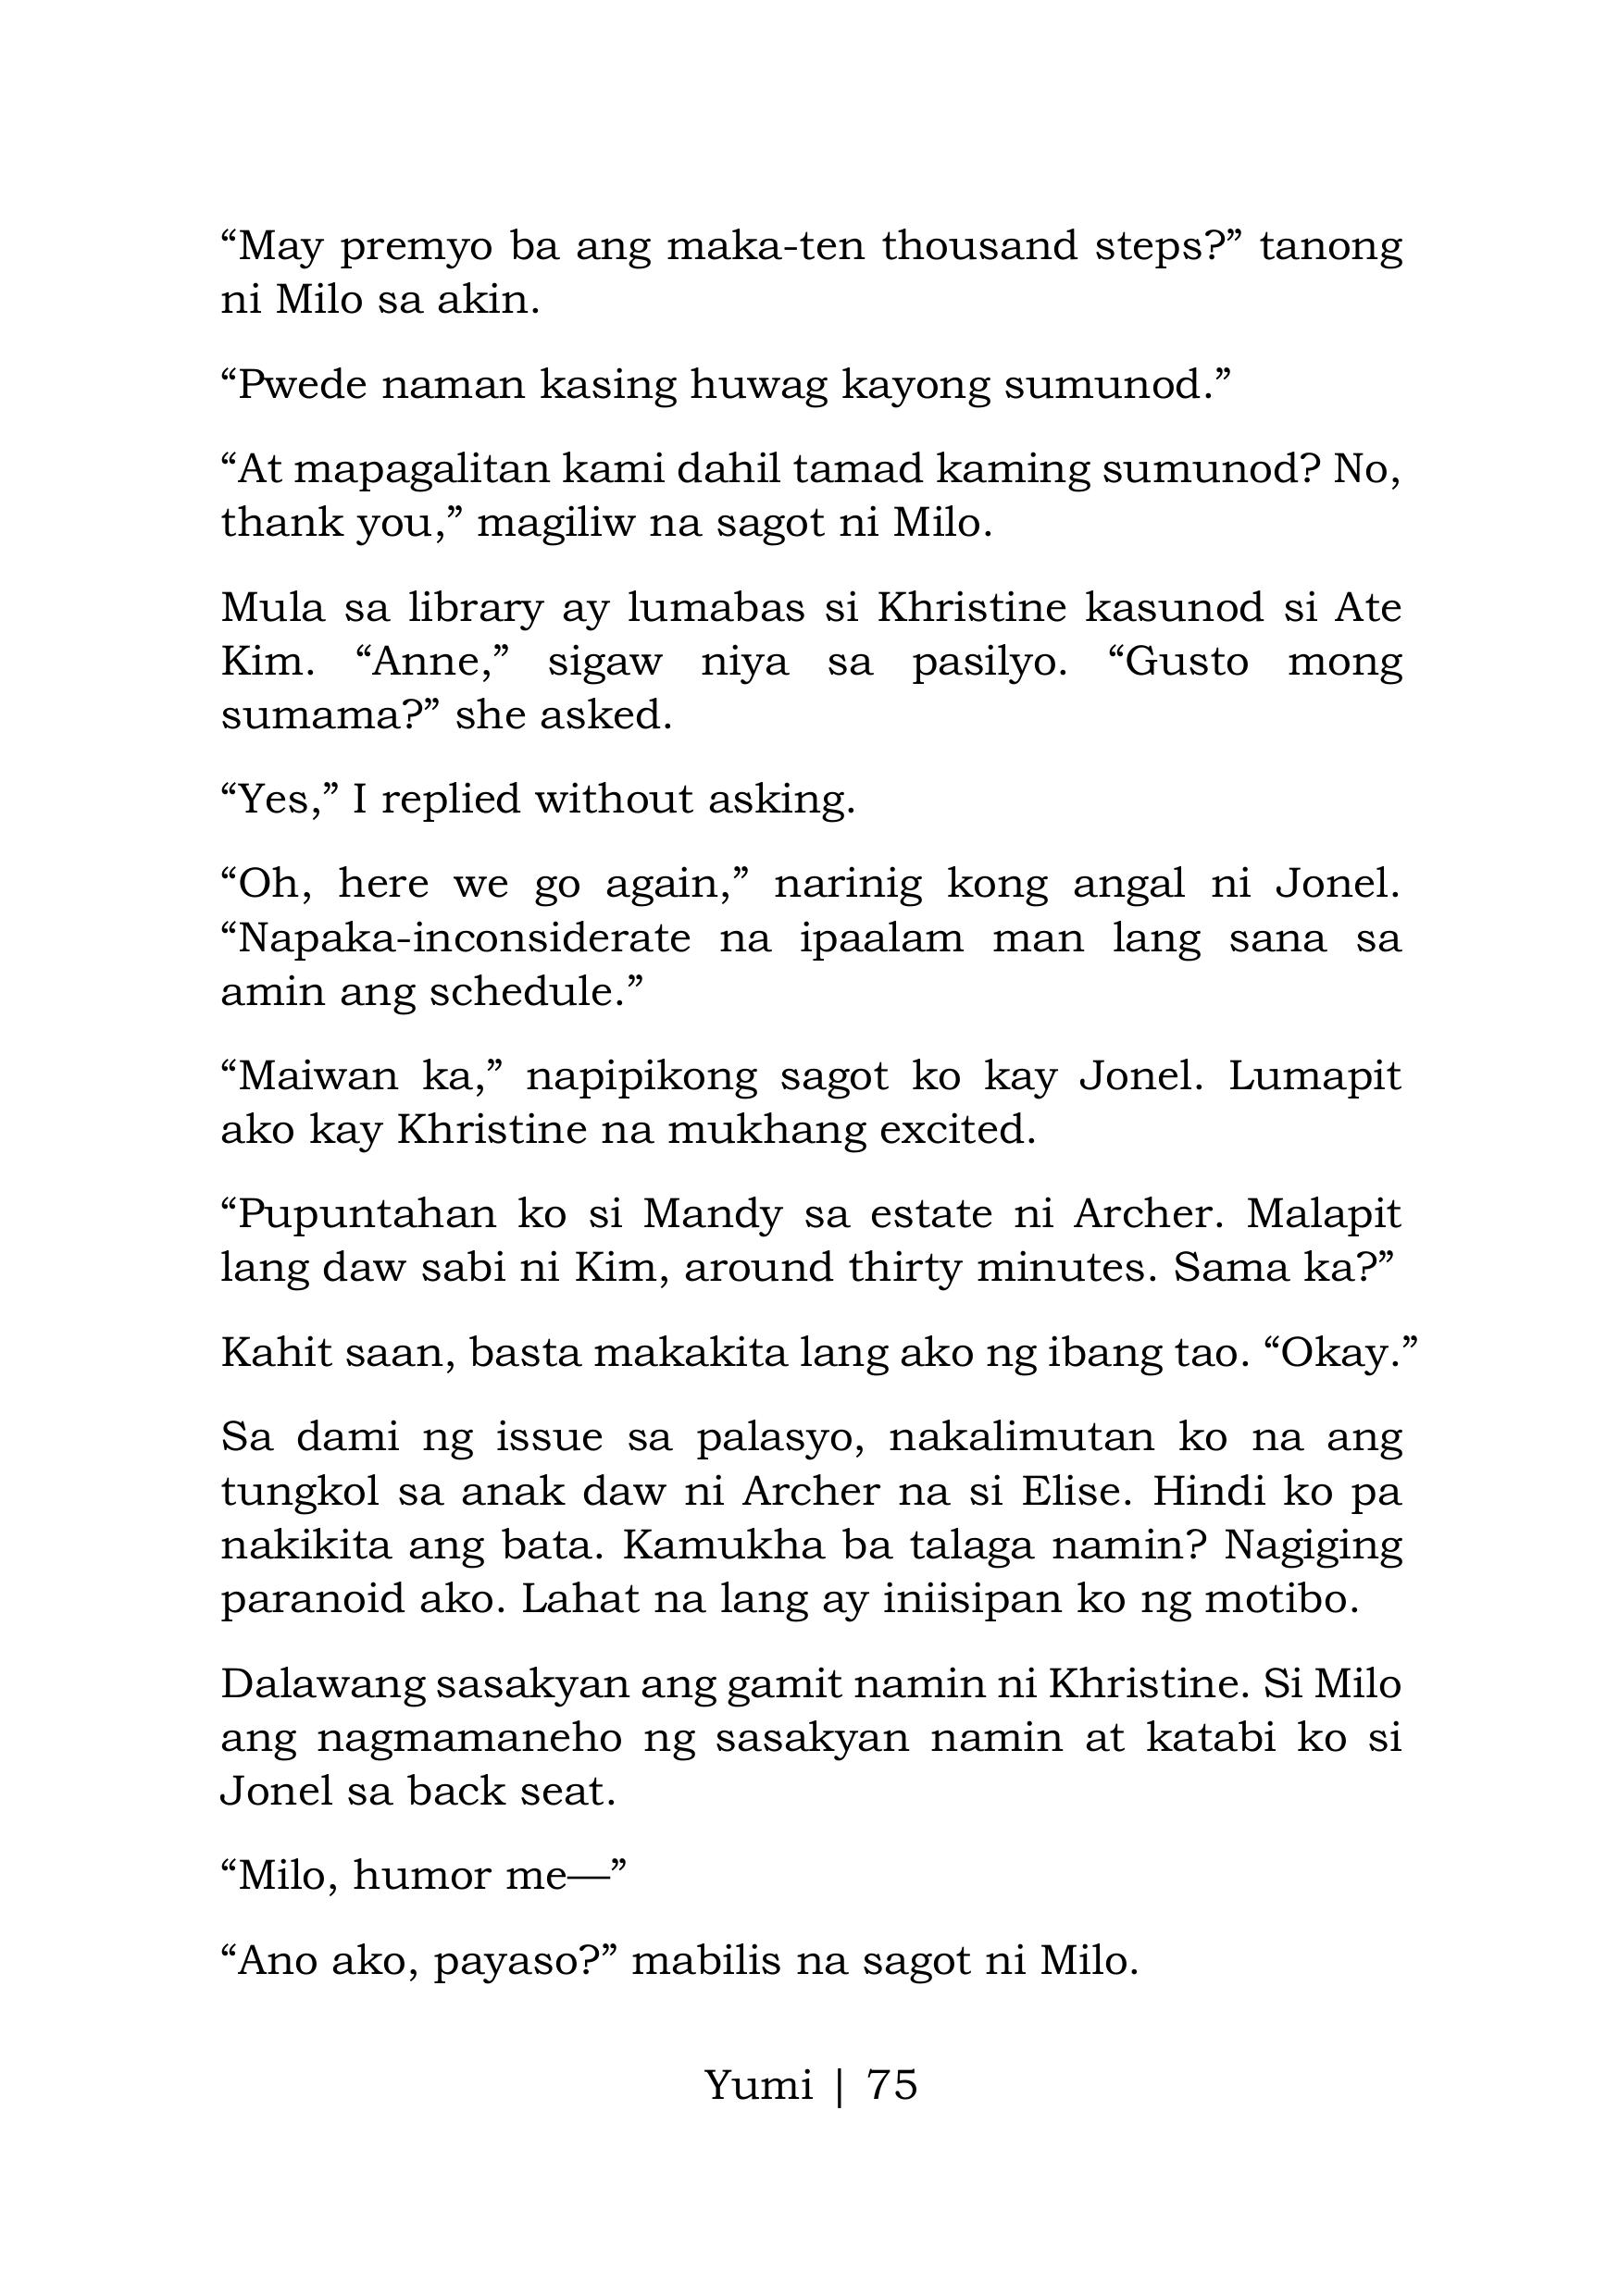 “May premyo ba ang maka-ten thousand steps?” tanong
ni Milo sa akin.
“Pwede naman kasing huwag kayong sumunod.”
“At mapagalitan kami dahil tamad kaming sumunod? No,
thank you,” magiliw na sagot ni Milo.
Mula sa library ay lumabas si Khristine kasunod si Ate
Kim. “Anne,” sigaw niya sa pasilyo. “Gusto mong
sumama?” she asked.
“Yes,” I replied without asking.
“Oh, here we go again,” narinig kong angal ni Jonel.
“Napaka-inconsiderate na ipaalam man lang sana sa
amin ang schedule.”
“Maiwan ka,” napipikong sagot ko kay Jonel. Lumapit
ako kay Khristine na mukhang excited.
“Pupuntahan ko si Mandy sa estate ni Archer. Malapit
lang daw sabi ni Kim, around thirty minutes. Sama ka?”
Kahit saan, basta makakita lang ako ng ibang tao. “Okay.”
Sa dami ng issue sa palasyo, nakalimutan ko na ang
tungkol sa anak daw ni Archer na si Elise. Hindi ko pa
nakikita ang bata. Kamukha ba talaga namin? Nagiging
paranoid ako. Lahat na lang ay iniisipan ko ng motibo.
Dalawang sasakyan ang gamit namin ni Khristine. Si Milo
ang nagmamaneho ng sasakyan namin at katabi ko si
Jonel sa back seat.
“Milo, humor me—”
“Ano ako, payaso?” mabilis na sagot ni Milo.
Yumi | 75